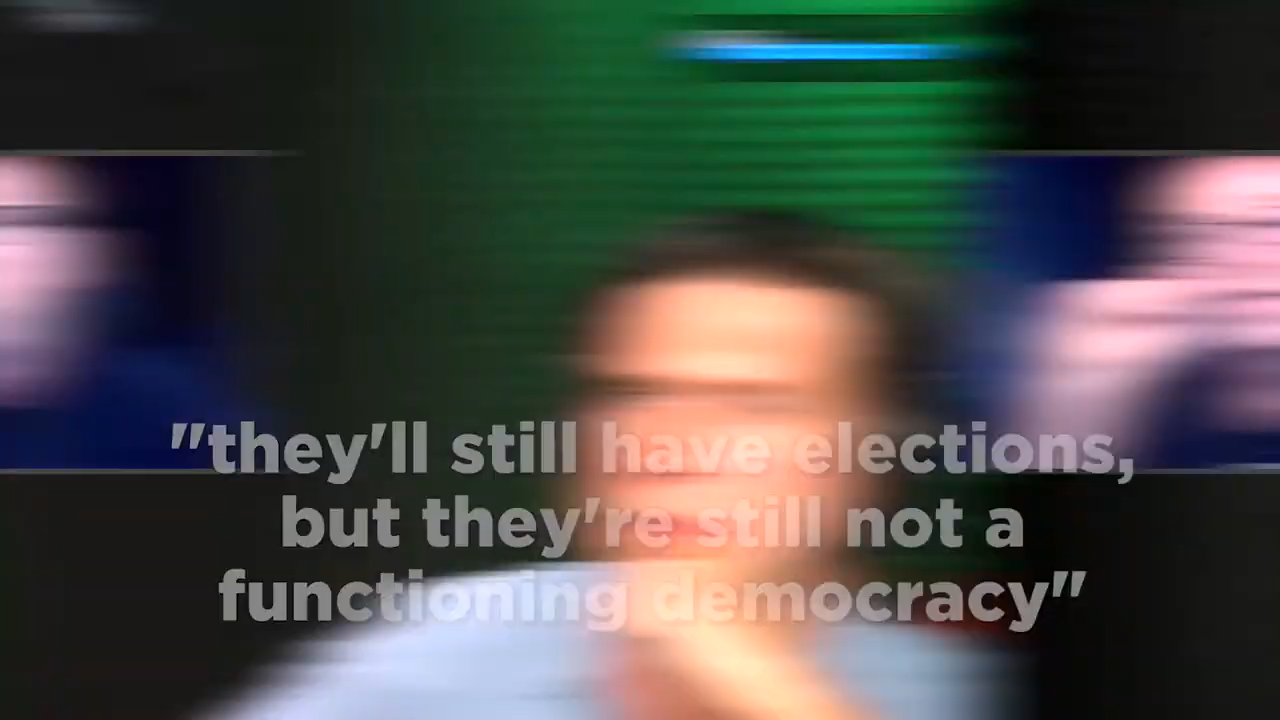 "they'll still have elections,
but they're still not a
functioning democracy"